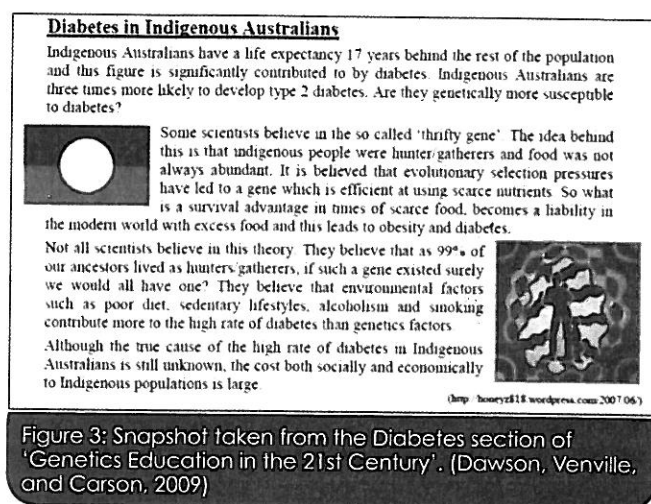 Diabetes in Indigenous Australians
Indigenous Australians have a life expectancy 17 years behind the rest of the population
and this figure is significantly contributed to by diabetes. Indigenous Australians are
three times more likely to develop type 2 diabetes. Are they genetically more susceptible
to diabetes?
Some scientists believe in the so called 'thrifty gene' The idea behind
this is that indigenous people were hunter/gatherers and food was not
always abundant. It is believed that evolutionary selection pressures
have led to a gene which is efficient at using scarce nutrients. So what
is a survival advantage in times of scarce food, becomes a liability in
the modern world with excess food and this leads to obesity and diabetes.
Not all scientists believe in this theory. They believe that as 99% of
our ancestors lived as hunters/gatherers, if such a gene existed surely
we would all have one? They believe that environmental factors
such as poor diet, sedentary lifestyles, alcoholism and smoking
contribute more to the high rate of diabetes than genetics factors
Although the true cause of the high rate of diabetes in Indigenous
Australians is still unknown, the cost both socially and economically
to Indigenous populations is large
(http://honeyz818.wordpress.com/2007/06/)
Figure 3: Snapshot taken from the Diabetes section of
'Genetics Education in the 21st Century'. (Dawson, Venville,
and Carson, 2009)